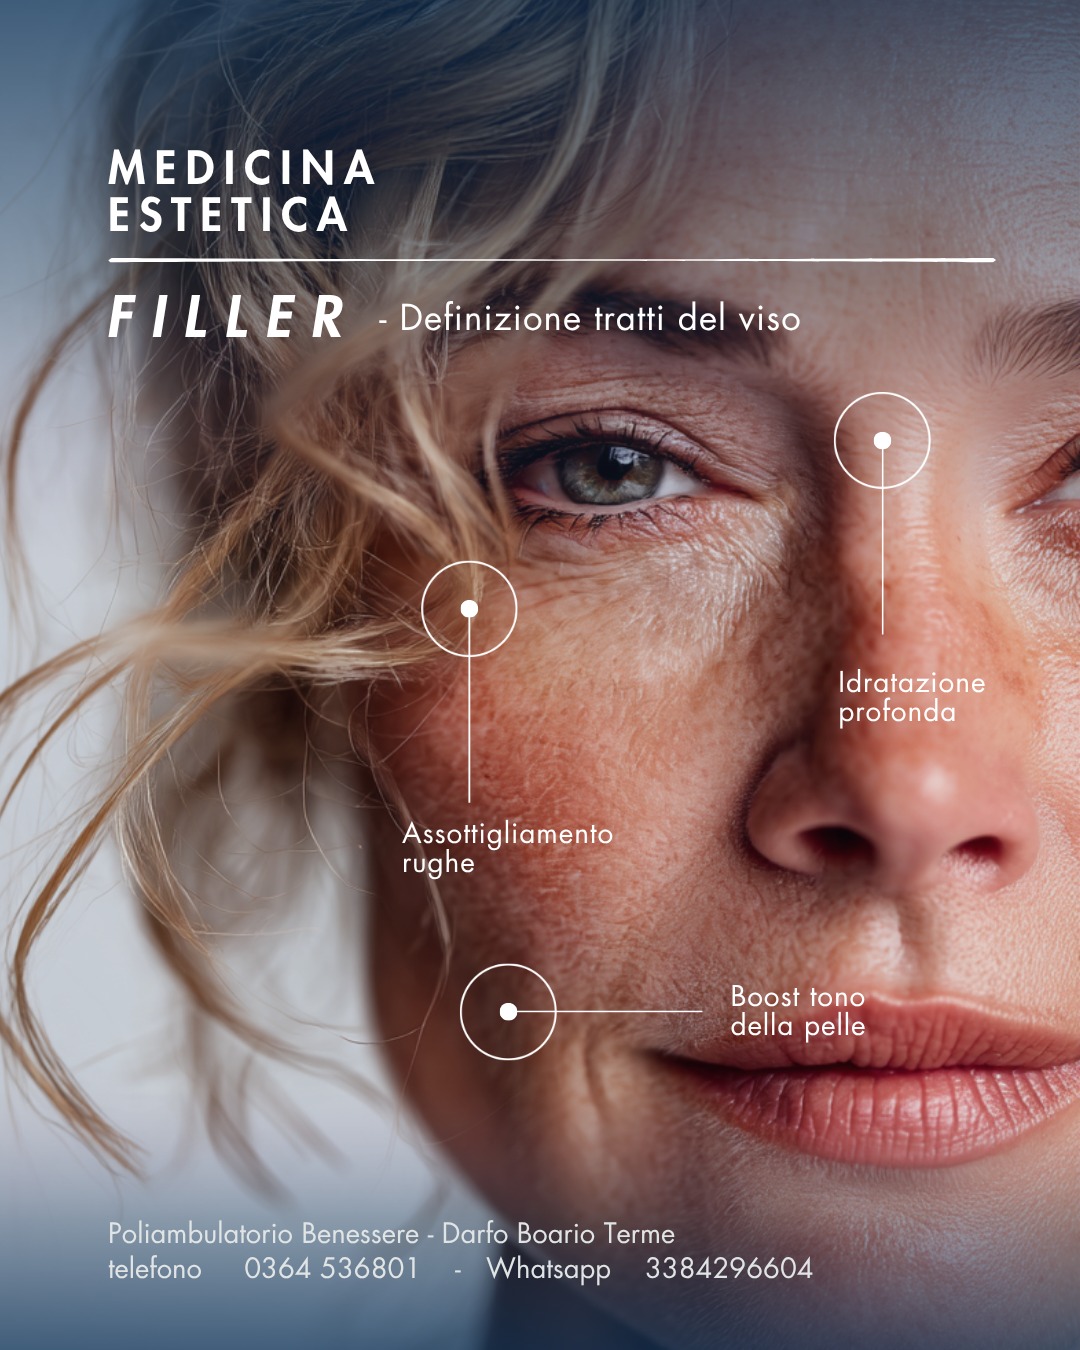 MEDICINA
ESTETICA
FILLER - Definizione tratti del viso
Idratazione
profonda
Assottigliamento
rughe
Boost tono
della pelle
Poliambulatorio Benessere - Darfo Boario Terme
telefono 0364 536801 - Whatsapp 3384296604